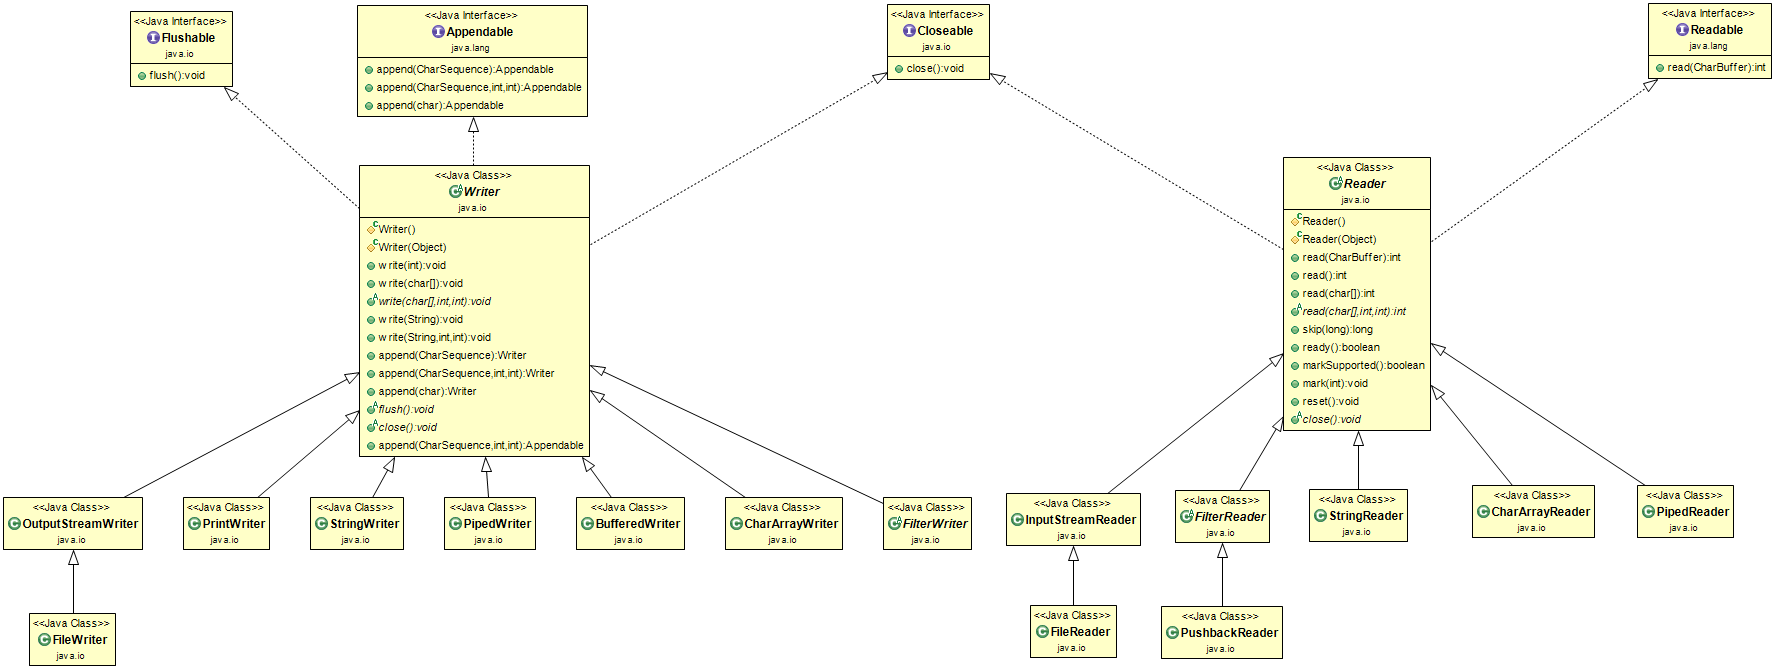 <<Java Interface>>
Flushable
java.io
flush():void
<<Java Interface>>
Appendable
java.lang
append(CharSequence):Appendable
append(CharSequence,int,int):Appendable
append(char):Appendable
<<Java Interface>>
Closeable
java.io
close():void
<<Java Interface>>
Readable
java.lang
read(CharBuffer):int
<<Java Class>>
Writer
java.io
Writer()
Writer(Object)
write(int):void
write(char[]):void
write(char[],int,int):void
write(String):void
write(String,int,int):void
append(CharSequence):Writer
append(CharSequence,int,int):Writer
append(char):Writer
flush():void
close():void
append(CharSequence,int,int):Appendable
<<Java Class>>
Reader
java.io
Reader()
Reader(Object)
read(CharBuffer):int
read():int
read(char[]):int
read(char[],int,int):int
skip(long):long
ready():boolean
markSupported():boolean
mark(int):void
reset():void
close():void
<<Java Class>>
OutputStreamWriter
java.io
<<Java Class>>
PrintWriter
java.io
<<Java Class>>
StringWriter
java.io
<<Java Class>>
PipedWriter
java.io
<<Java Class>>
BufferedWriter
java.io
<<Java Class>>
CharArrayWriter
java.io
<<Java Class>>
FilterWriter
java.io
<<Java Class>>
InputStreamReader
java.io
<<Java Class>>
FilterReader
java.io
<<Java Class>>
StringReader
java.io
<<Java Class>>
CharArrayReader
java.io
<<Java Class>>
PipedReader
java.io
<<Java Class>>
FileWriter
java.io
<<Java Class>>
FileReader
java.io
<<Java Class>>
PushbackReader
java.io